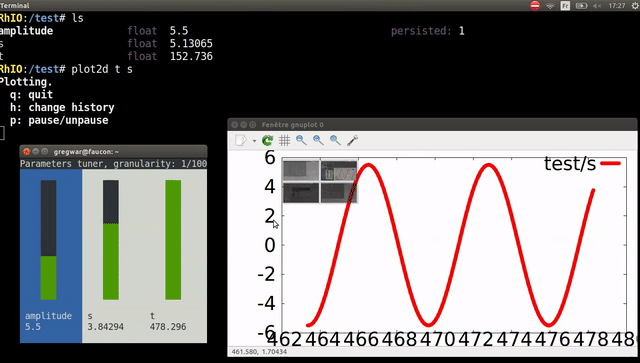 Terminal
Fr
17:27
RhIO:/test# ls
amplitude float 5.5 persisted: 1
s float 5.13065
t float 152.736
RhIO:/test# plot2d t s
Plotting.
q: quit
h: change history
p: pause/unpause
gregwar@faucon: ~
Parameters tuner, granularity: 1/100
amplitude s t
5.5 3.84294 478.296
Fenêtre gnuplot 0
test/s
6
4
2
0
-2
-4
-6
462 464 466 468 470 472 474 476 478 48
461.580, 1.70434